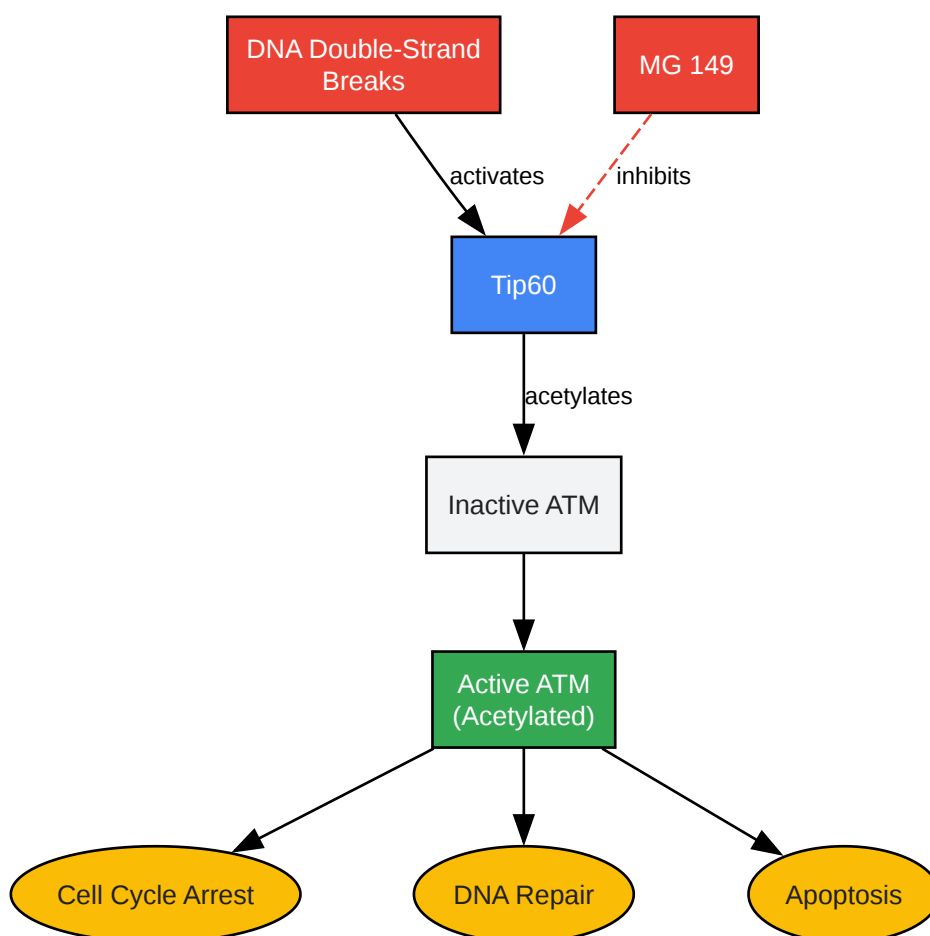 DNA Double-Strand
Breaks
MG 149
activates
inhibits
Tip60
acetylates
Inactive ATM
Active ATM
(Acetylated)
Cell Cycle Arrest
DNA Repair
Apoptosis